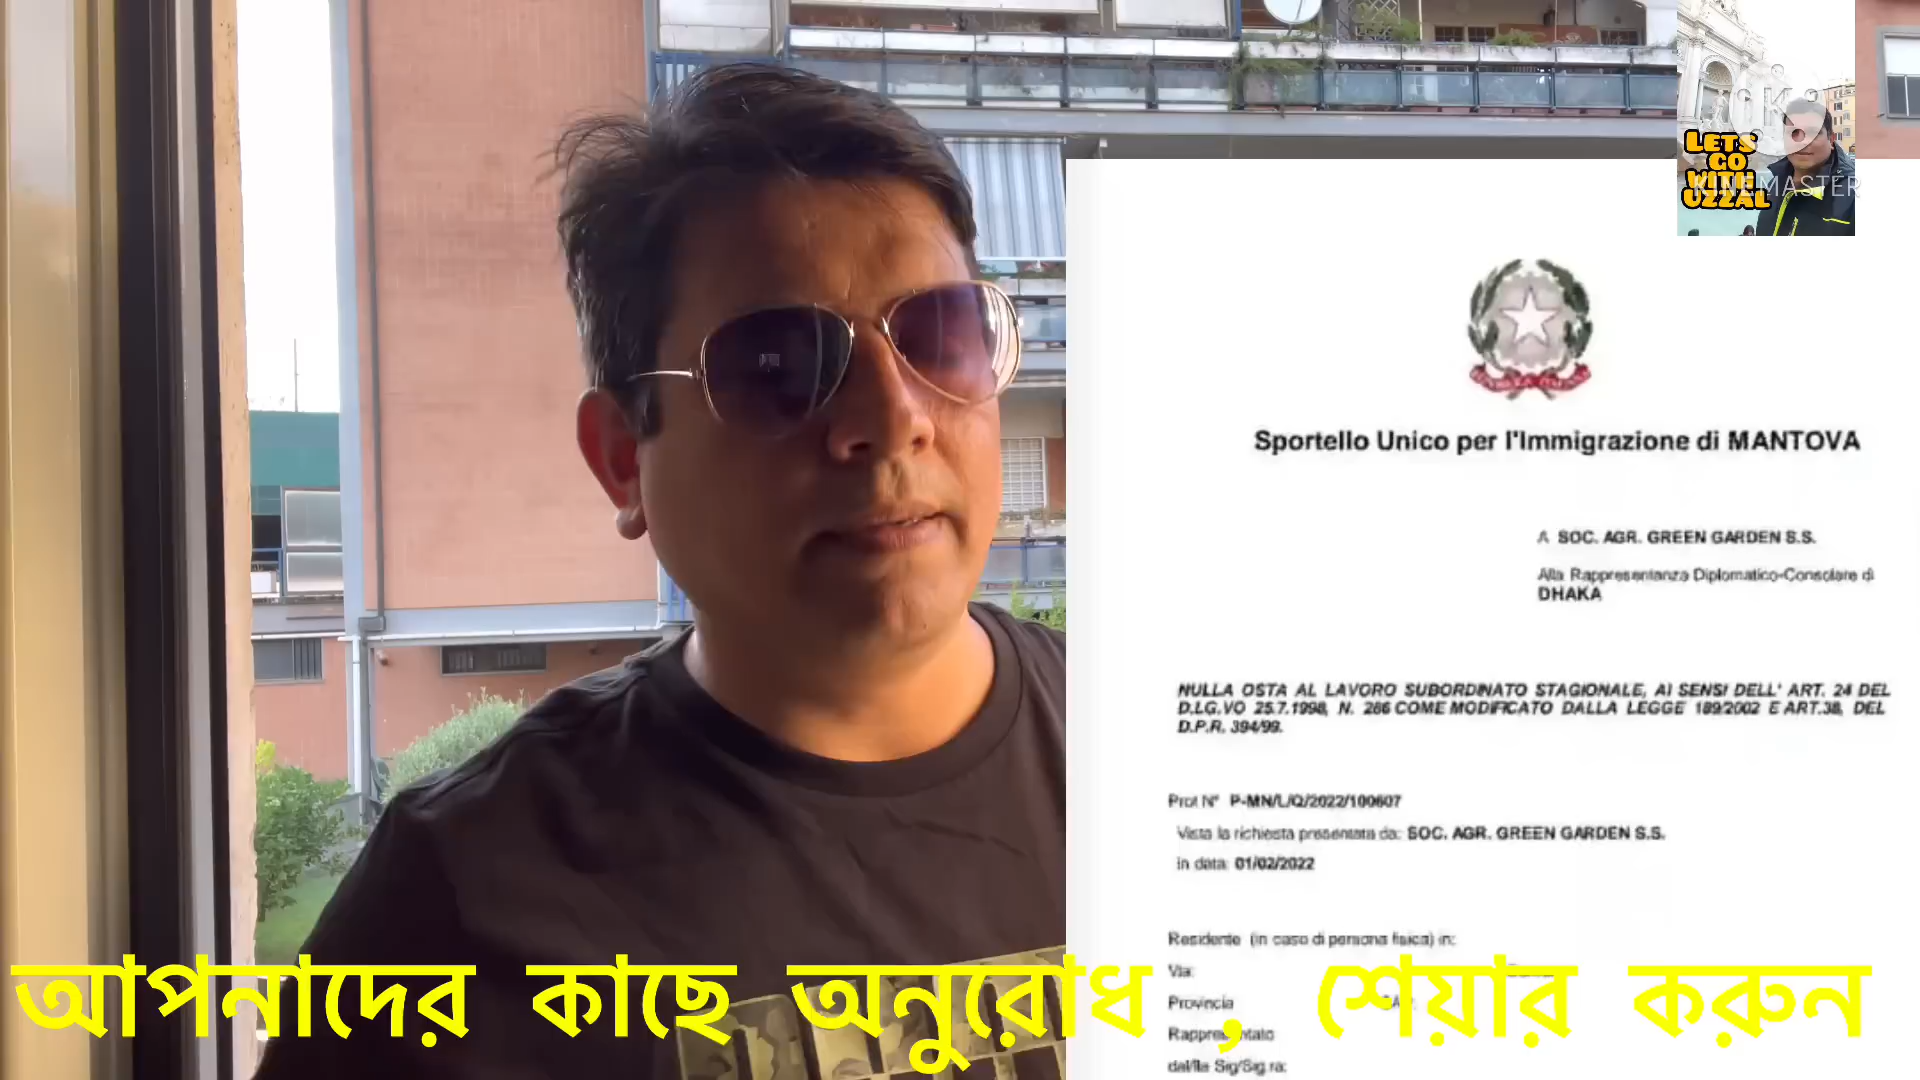 LETS
GO
WITH
UZZAL
KINEMASTER
REPUBBLICA ITALIANA
Sportello Unico per l'Immigrazione di MANTOVA
A SOC. AGR. GREEN GARDEN S.S.
Alla Rappresentanza Diplomatico-Consolare di
DHAKA
NULLA OSTA AL LAVORO SUBORDINATO STAGIONALE, AI SENSI DELL' ART. 24 DEL
D.LG.VO 25.7.1998, N. 286 COME MODIFICATO DALLA LEGGE 189/2002 E ART.38, DEL
D.P.R. 394/99.
Prot N° P-MN/L/Q/2022/100607
Vista la richiesta presentata da: SOC. AGR. GREEN GARDEN S.S.
in data: 01/02/2022
Residente (in caso di persona fisica) in:
Via:
Provincia
dal/lla Sig/Sig.ra:
আপনাদের কাছে অনুরোধ , শেয়ার করুন